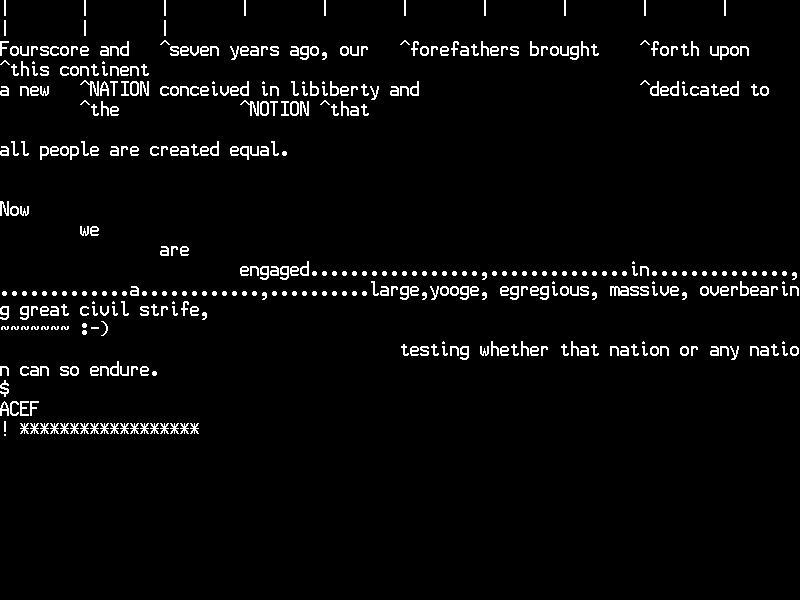 |       |       |       |       |       |       |       |       |       |
|       |       |
Fourscore and   ^seven years ago, our   ^forefathers brought    ^forth upon
^this continent
a new   ^NATION conceived in libiberty and                      ^dedicated to
        ^the            ^NOTION ^that
all people are created equal.
Now
        we
                are
                        engaged.................,..............in..............,
.............a............,..........large,yooge, egregious, massive, overbearin
g great civil strife,
~~~~~~~ :-)
                                        testing whether that nation or any natio
n can so endure.
$
ACEF
! ******************